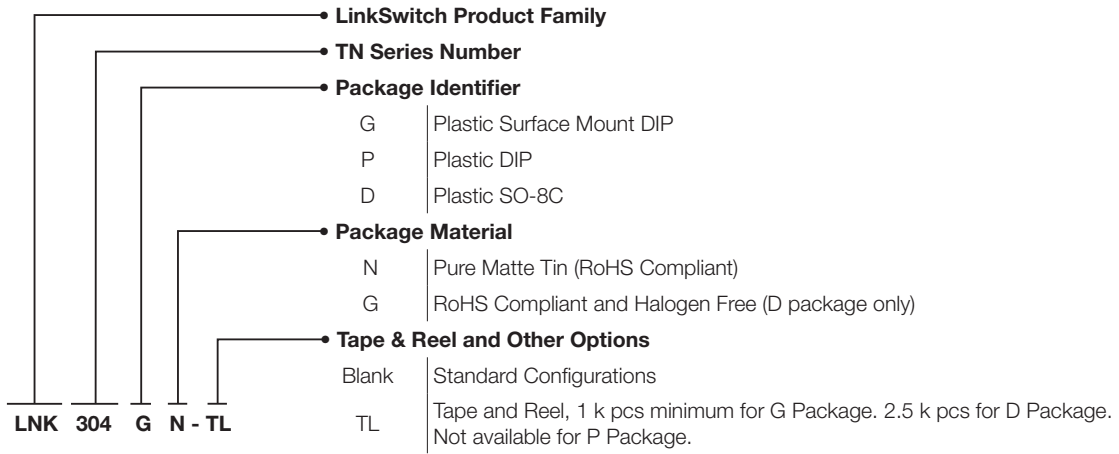 LinkSwitch Product Family
TN Series Number
Package Identifier
G Plastic Surface Mount DIP
P Plastic DIP
D Plastic SO-8C
Package Material
N Pure Matte Tin (RoHS Compliant)
G RoHS Compliant and Halogen Free (D package only)
Tape & Reel and Other Options
Blank Standard Configurations
TL Tape and Reel, 1 k pcs minimum for G Package. 2.5 k pcs for D Package.
Not available for P Package.
LNK 304 G N - TL